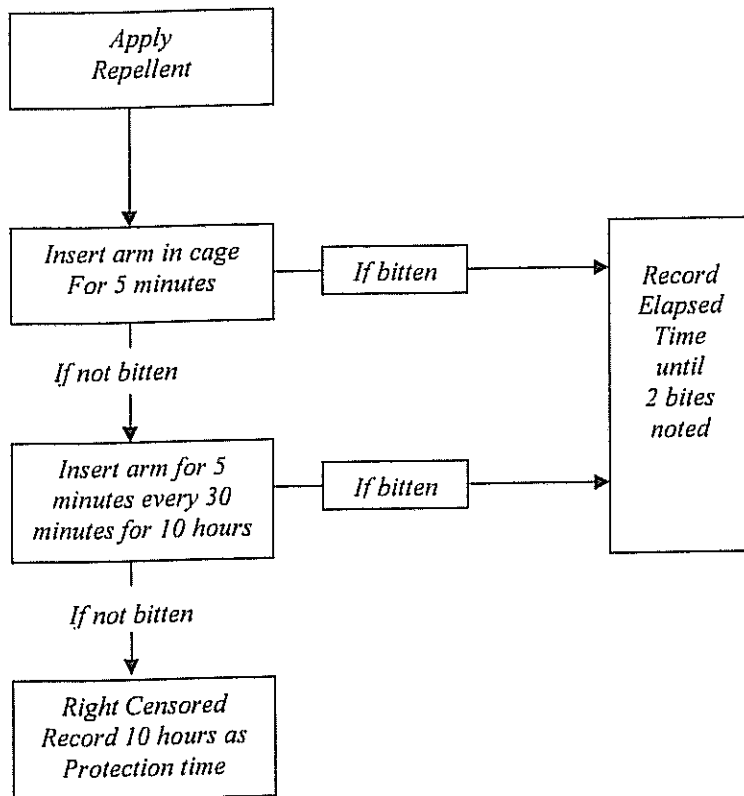 Apply
Repellent
Insert arm in cage
For 5 minutes
If bitten
Record
Elapsed
Time
until
2 bites
noted
If not bitten
Insert arm for 5
minutes every 30
minutes for 10 hours
If bitten
If not bitten
Right Censored
Record 10 hours as
Protection time